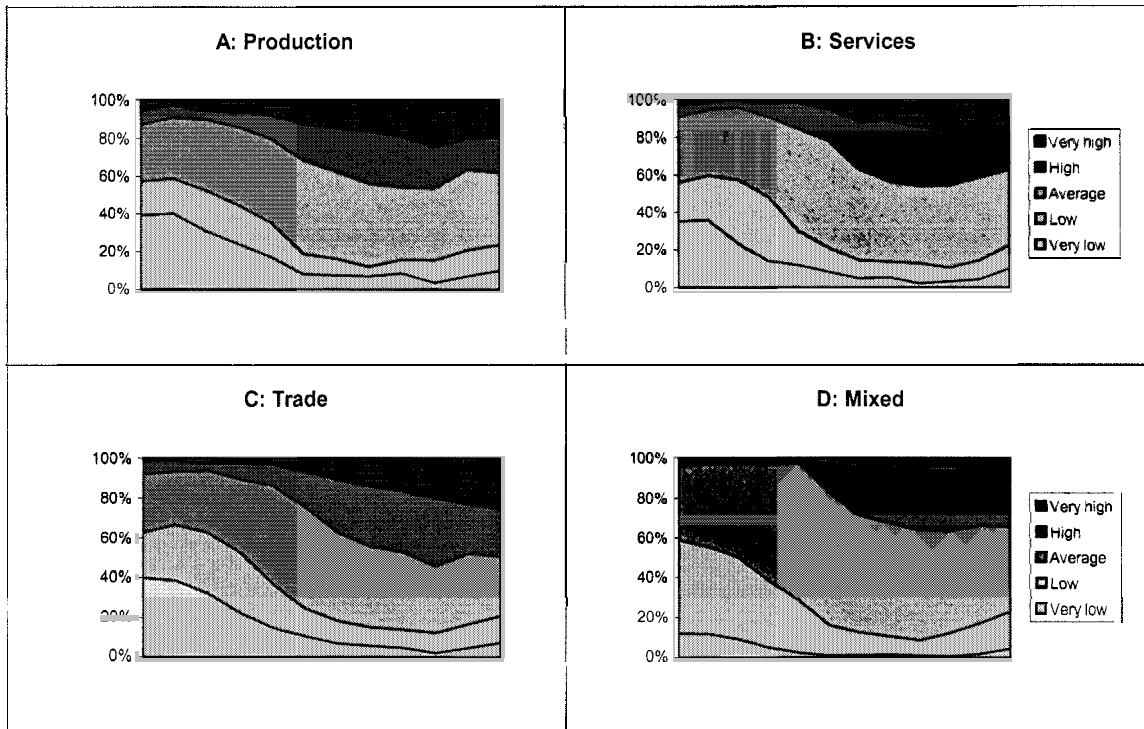 A: Production
100%
80%
60%
40%
20%
0%
B: Services
100%
80%
60%
40%
20%
0%
Very high
High
Average
Low
Very low
C: Trade
100%
80%
60%
40%
20%
0%
D: Mixed
100%
80%
60%
40%
20%
0%
Very high
High
Average
Low
Very low